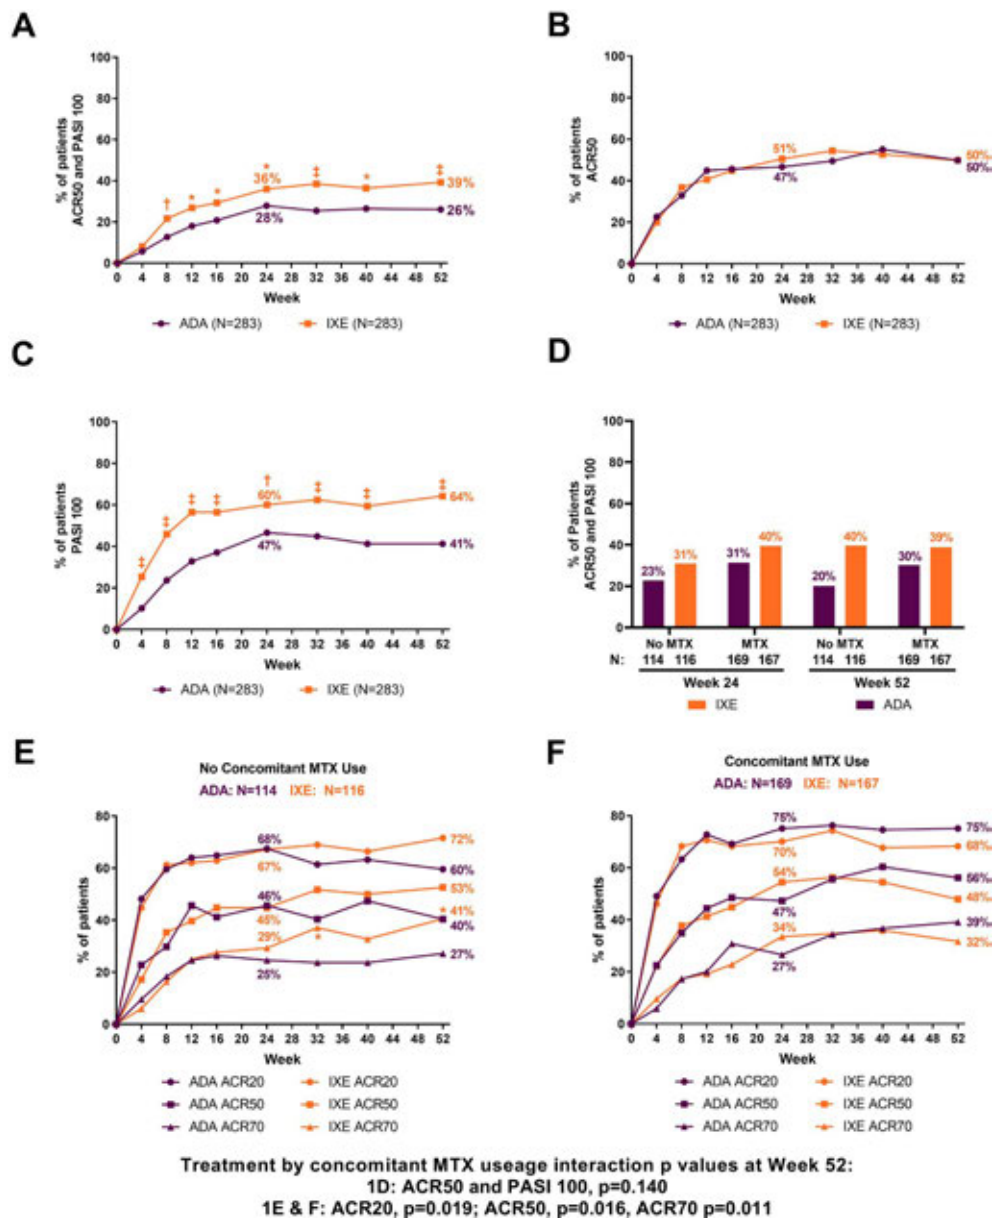 A
% of patients
ACR50 and PASI 100
100
80
60
40
20
0
* * * * 
† ‡ ‡
36%
39%
28%
26%
0 4 8 12 16 20 24 28 32 36 40 44 48 52
Week
ADA (N=283) IXE (N=283)
B
% of patients
ACR50
100
80
60
40
20
0
51%
47%
50%
50%
0 4 8 12 16 20 24 28 32 36 40 44 48 52
Week
ADA (N=283) IXE (N=283)
C
% of patients
PASI 100
100
80
60
40
20
0
‡ ‡ ‡ ‡ † ‡ ‡ ‡
60%
64%
47%
41%
0 4 8 12 16 20 24 28 32 36 40 44 48 52
Week
ADA (N=283) IXE (N=283)
D
% of Patients
ACR50 and PASI 100
100
80
60
40
20
0
23% 31% 31% 40% 20% 40% 30% 39%
No MTX MTX No MTX MTX
N: 114 116 169 167 114 116 169 167
Week 24 Week 52
IXE ADA
E
No Concomitant MTX Use
ADA: N=114 IXE: N=116
% of patients
80
60
40
20
0
68%
67%
72%
60%
46%
45%
53%
41%
*
40%
29%
*
25%
27%
0 4 8 12 16 20 24 28 32 36 40 44 48 52
Week
ADA ACR20 IXE ACR20
ADA ACR50 IXE ACR50
ADA ACR70 IXE ACR70
F
Concomitant MTX Use
ADA: N=169 IXE: N=167
% of patients
80
60
40
20
0
75%
70%
75%
68%
54%
47%
56%
48%
34%
27%
39%
32%
0 4 8 12 16 20 24 28 32 36 40 44 48 52
Week
ADA ACR20 IXE ACR20
ADA ACR50 IXE ACR50
ADA ACR70 IXE ACR70
Treatment by concomitant MTX useage interaction p values at Week 52:
1D: ACR50 and PASI 100, p=0.140
1E & F: ACR20, p=0.019; ACR50, p=0.016, ACR70 p=0.011